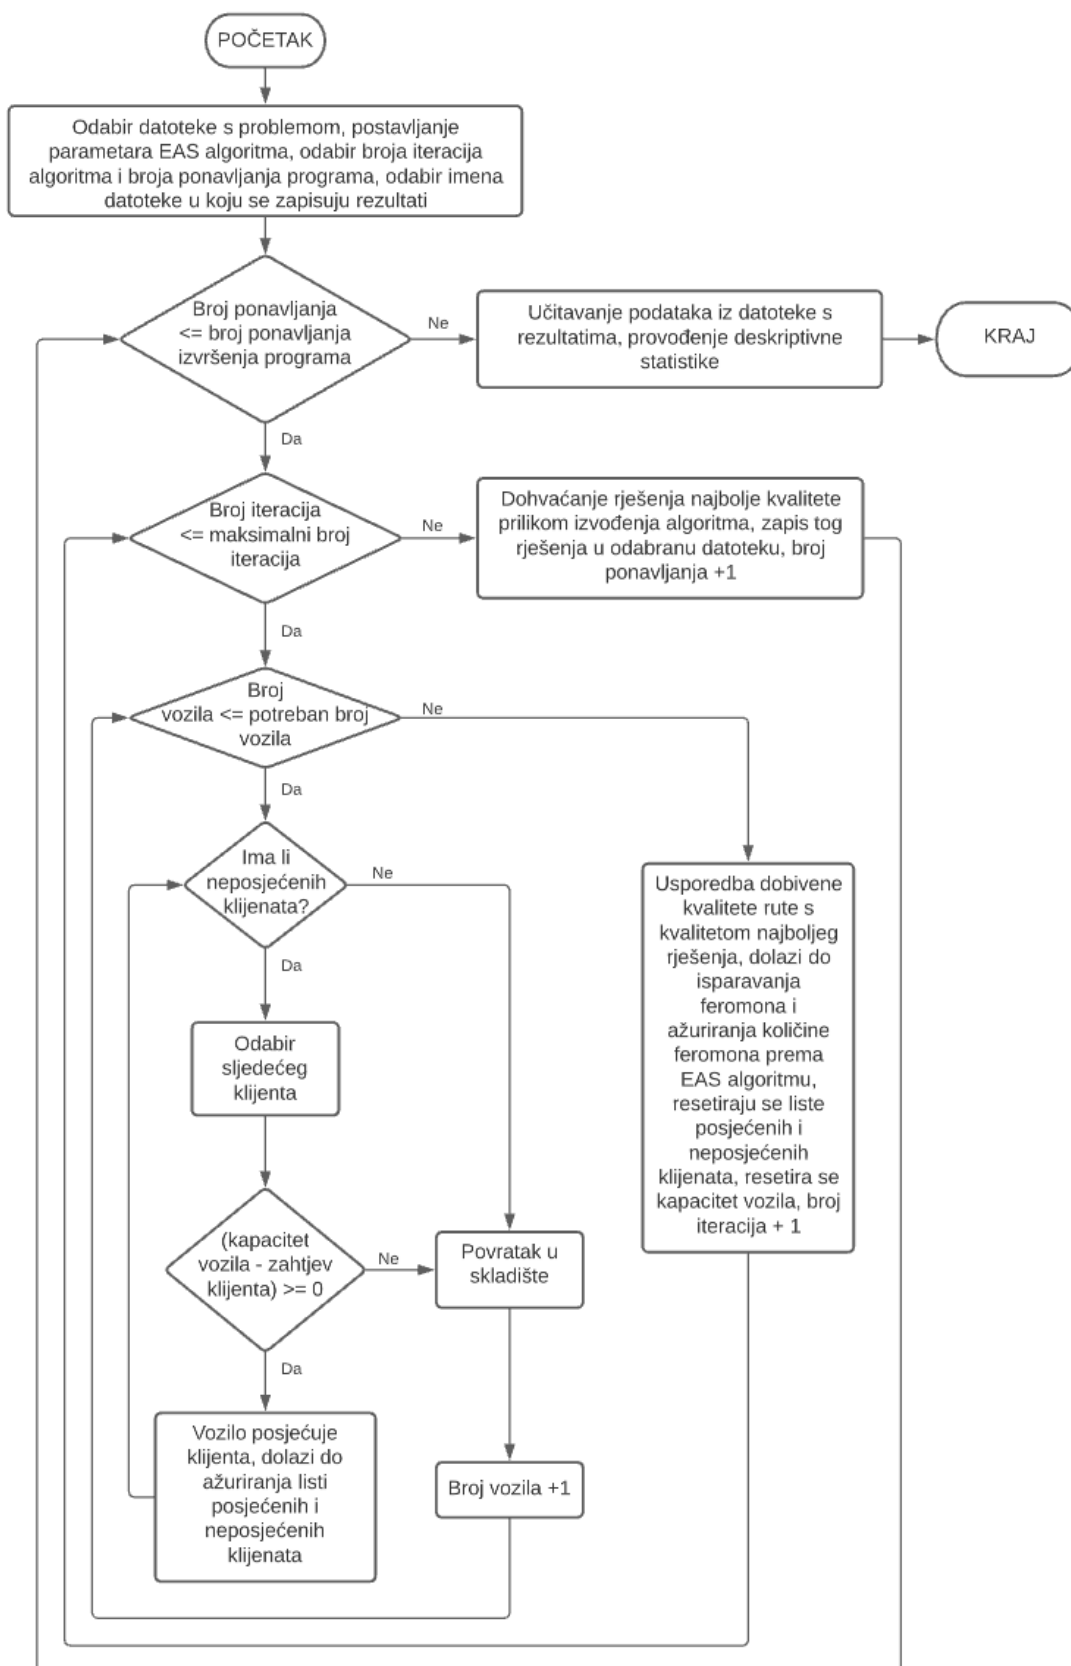 POČETAK
Odabir datoteke s problemom, postavljanje
parametara EAS algoritma, odabir broja iteracija
algoritma i broja ponavljanja programa, odabir imena
datoteke u koju se zapisuju rezultati
Broj ponavljanja
<= broj ponavljanja
izvršenja programa
Ne
Učitavanje podataka iz datoteke s
rezultatima, provođenje deskriptivne
statistike
KRAJ
Da
Broj iteracija
<= maksimalni broj
iteracija
Ne
Dohvaćanje rješenja najbolje kvalitete
prilikom izvođenja algoritma, zapis tog
rješenja u odabranu datoteku, broj
ponavljanja +1
Da
Broj
vozila <= potreban broj
vozila
Ne
Da
Ima li
neposjećenih
klijenata?
Ne
Da
Usporedba dobivene
kvalitete rute s
kvalitetom najboljeg
rješenja, dolazi do
isparavanja
feromona i
ažuriranja količine
feromona prema
EAS algoritmu,
resetiraju se liste
posjećenih i
neposjećenih
klijenata, resetira se
kapacitet vozila, broj
iteracija + 1
Odabir
sljedećeg
klijenta
(kapacitet
vozila - zahtjev
klijenta) >= 0
Ne
Povratak u
skladište
Da
Vozilo posjećuje
klijenta, dolazi do
ažuriranja listi
posjećenih i
neposjećenih
klijenata
Broj vozila +1